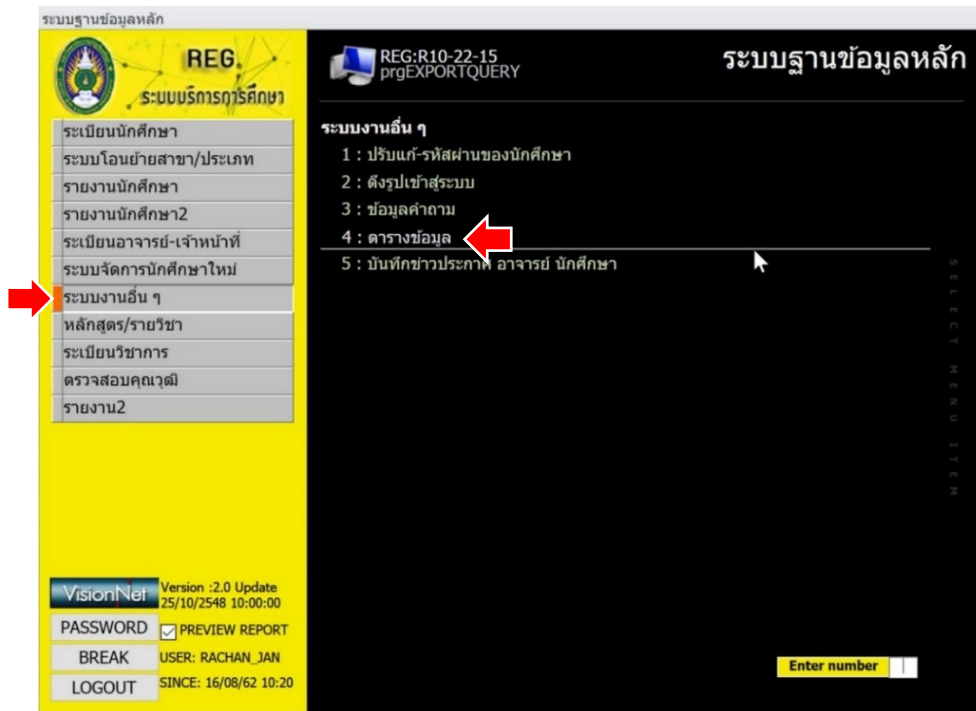 ระบบฐานข้อมูลหลัก
REG.
ระบบบริการการศึกษา
ระเบียนนักศึกษา
ระบบโอนย้ายสาขา/ประเภท
รายงานนักศึกษา
รายงานนักศึกษา2
ระเบียนอาจารย์-เจ้าหน้าที่
ระบบจัดการนักศึกษาใหม่
ระบบงานอื่น ๆ
หลักสูตร/รายวิชา
ระเบียนวิชาการ
ตรวจสอบคุณวุฒิ
รายงาน2
VisionNet
Version :2.0 Update
25/10/2548 10:00:00
PASSWORD
PREVIEW REPORT
BREAK
USER: RACHAN_JAN
LOGOUT
SINCE: 16/08/62 10:20
REG:R10-22-15
prgEXPORTQUERY
ระบบฐานข้อมูลหลัก
ระบบงานอื่น ๆ
1 : ปรับแก้-รหัสผ่านของนักศึกษา
2 : ดึงรูปเข้าสู่ระบบ
3 : ข้อมูลคำถาม
4 : ตารางข้อมูล
5 : บันทึกข่าวประกาศ อาจารย์ นักศึกษา
SELECT MENU ITEM
Enter number